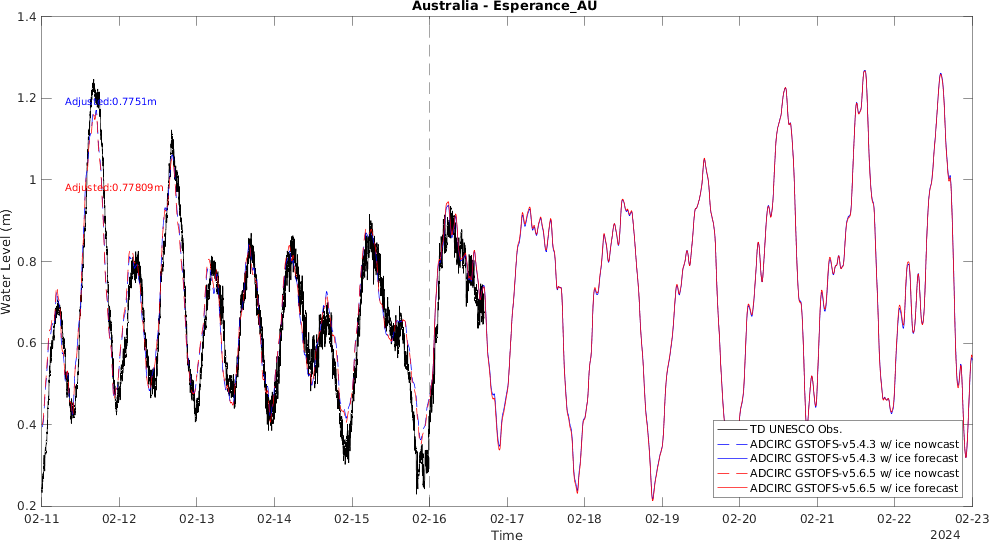 Australia - Esperance_AU
1.4
1.2
1
0.8
0.6
0.4
0.2
Water Level (m)
Adjusted:0.7751m
Adjusted:0.77809m
TD UNESCO Obs.
ADCIRC GSTOFS-v5.4.3 w/ ice nowcast
ADCIRC GSTOFS-v5.4.3 w/ ice forecast
ADCIRC GSTOFS-v5.6.5 w/ ice nowcast
ADCIRC GSTOFS-v5.6.5 w/ ice forecast
02-11 02-12 02-13 02-14 02-15 02-16 02-17 02-18 02-19 02-20 02-21 02-22 02-23
Time
2024